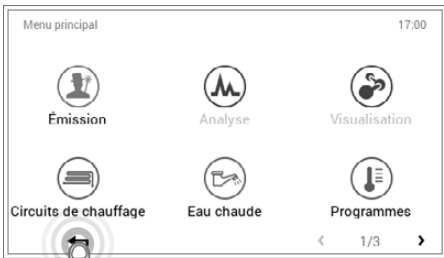 Menu principal 17:00
Émission Analyse Visualisation
Circuits de chauffage Eau chaude Programmes
< 1/3 >